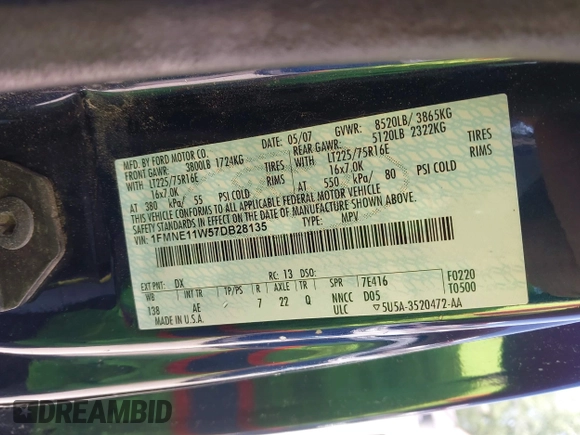 MFD. BY FORD MOTOR CO.
DATE: 05/07 GVWR: 8520LB/ 3865KG
FRONT GAWR: 3800LB 1724KG REAR GAWR: 5120LB 2322KG
WITH LT225/75R16E TIRES WITH LT225/75R16E TIRES
16x7.0K RIMS 16x7.0K RIMS
AT 380 kPa/ 55 PSI COLD AT 550 kPa/ 80 PSI COLD
THIS VEHICLE CONFORMS TO ALL APPLICABLE FEDERAL MOTOR VEHICLE
SAFETY STANDARDS IN EFFECT ON THE DATE OF MANUFACTURE SHOWN ABOVE.
VIN: 1FMNE11W57DB28135 TYPE: MPV
EXT PNT: DX RC: 13 DSO:
WB INT TR TP/PS R AXLE TR SPR 7E416 F0220
138 AE 7 22 Q NNCC D05 T0500
MADE IN U.S.A. ULC ▽5U5A-3520472-AA
DREAMBID